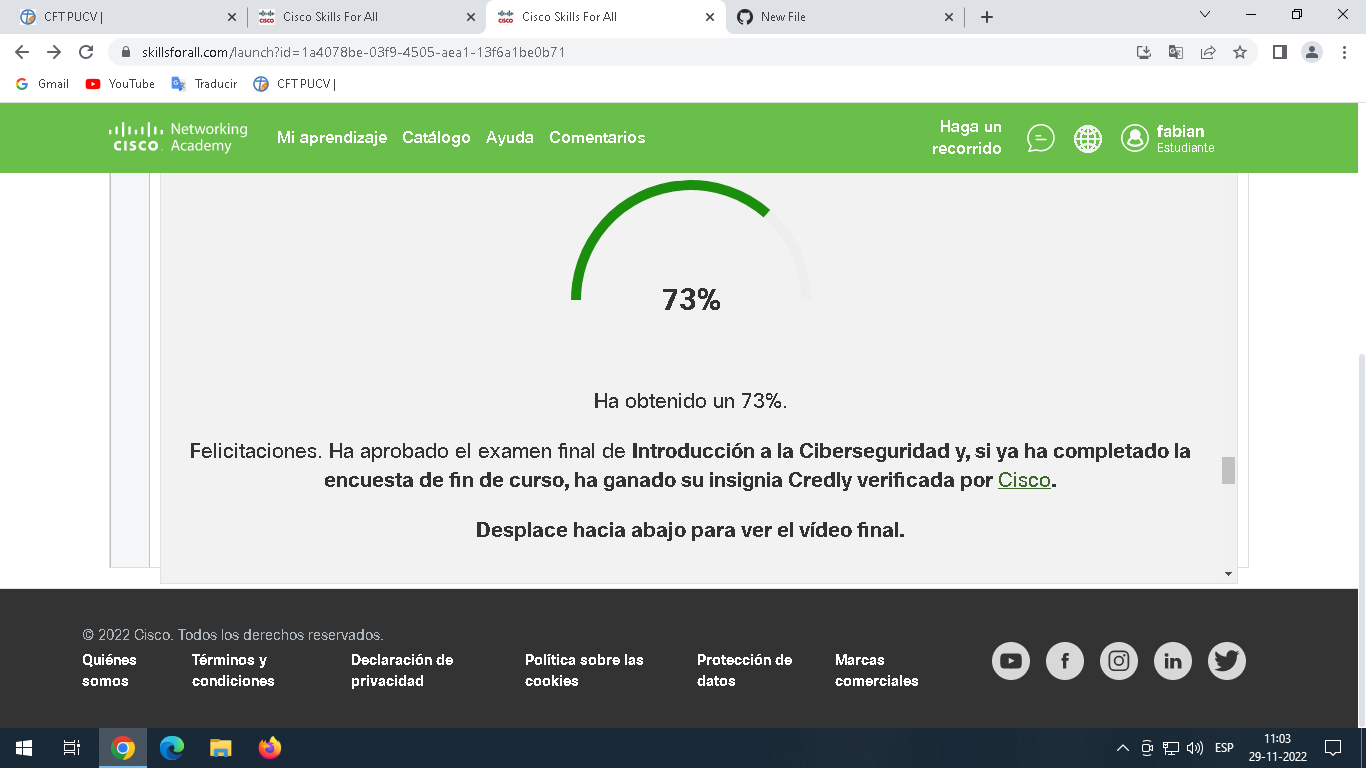 CFT PUCV |
Cisco Skills For All
Cisco Skills For All
New File
skillsforall.com/launch?id=1a4078be-03f9-4505-aea1-13f6a1be0b71
Gmail
YouTube
Traducir
CFT PUCV |
CISCO Networking Academy
Mi aprendizaje
Catálogo
Ayuda
Comentarios
Haga un
recorrido
fabian
Estudiante
73%
Ha obtenido un 73%.
Felicitaciones. Ha aprobado el examen final de Introducción a la Ciberseguridad y, si ya ha completado la
encuesta de fin de curso, ha ganado su insignia Credly verificada por Cisco.
Desplace hacia abajo para ver el vídeo final.
© 2022 Cisco. Todos los derechos reservados.
Quiénes
somos
Términos y
condiciones
Declaración de
privacidad
Política sobre las
cookies
Protección de
datos
Marcas
comerciales
ESP
11:03
29-11-2022